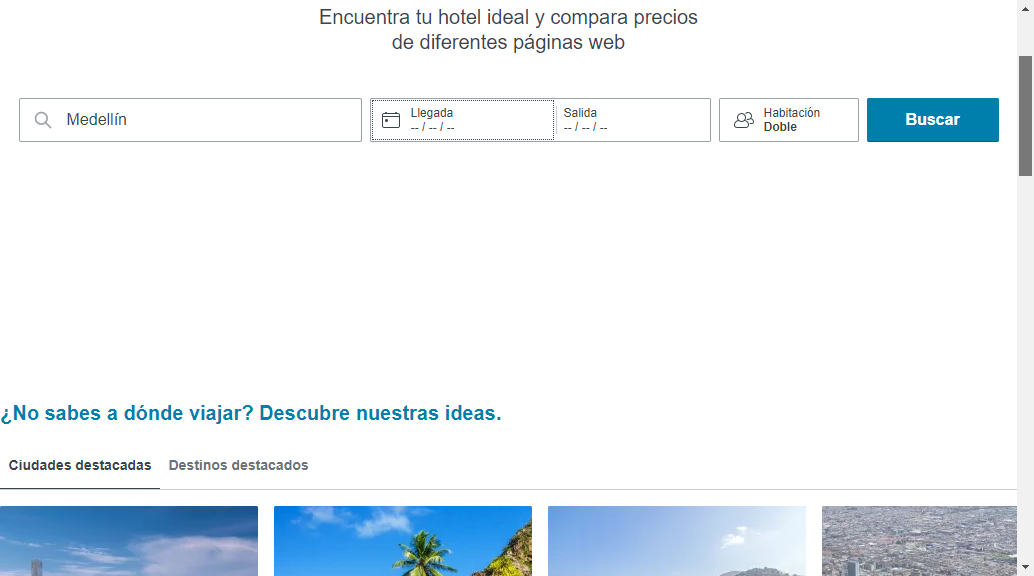 Encuentra tu hotel ideal y compara precios
de diferentes páginas web
Medellín
Llegada
-- / -- / --
Salida
-- / -- / --
Habitación
Doble
Buscar
¿No sabes a dónde viajar? Descubre nuestras ideas.
Ciudades destacadas
Destinos destacados